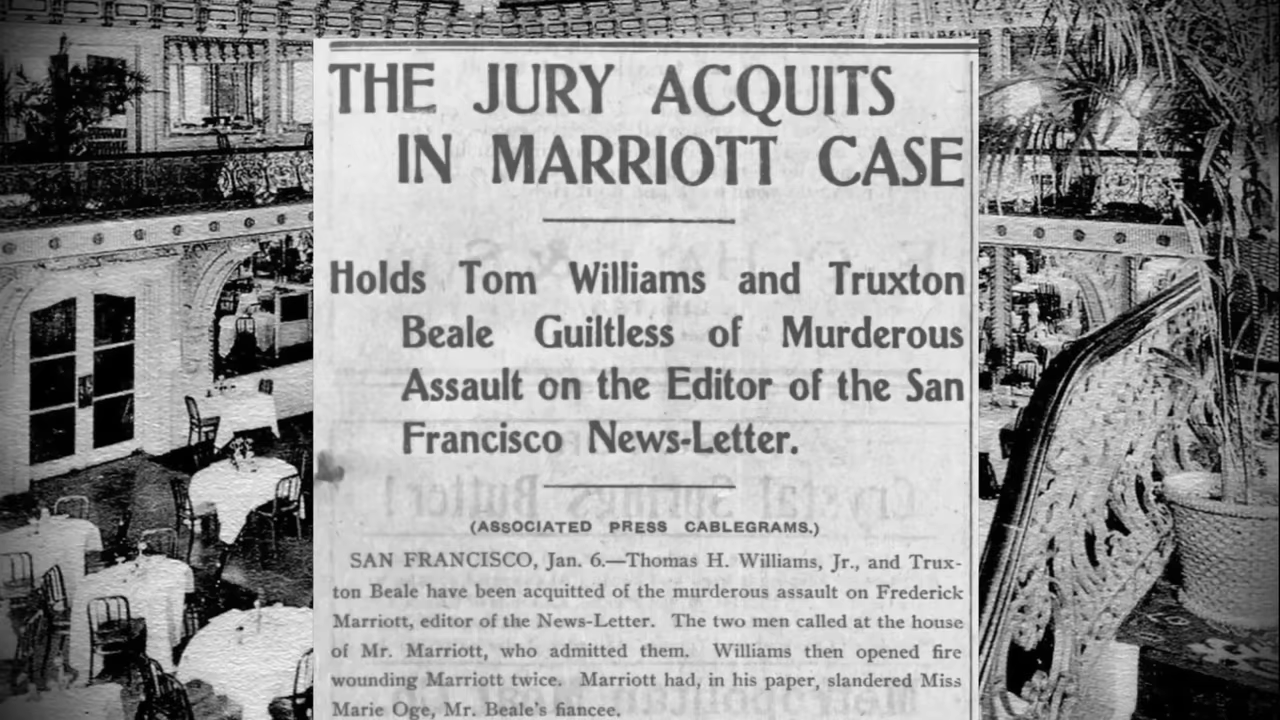 THE JURY ACQUITS
IN MARRIOTT CASE
Holds Tom Williams and Truxton
Beale Guiltless of Murderous
Assault on the Editor of the San
Francisco News-Letter.
(ASSOCIATED PRESS CABLEGRAMS.)
SAN FRANCISCO, Jan. 6.—Thomas H. Williams, Jr., and Trux-
ton Beale have been acquitted of the murderous assault on Frederick
Marriott, editor of the News-Letter. The two men called at the house
of Mr. Marriott, who admitted them. Williams then opened fire
wounding Marriott twice. Marriott had, in his paper, slandered Miss
Marie Oge, Mr. Beale's fiancee.